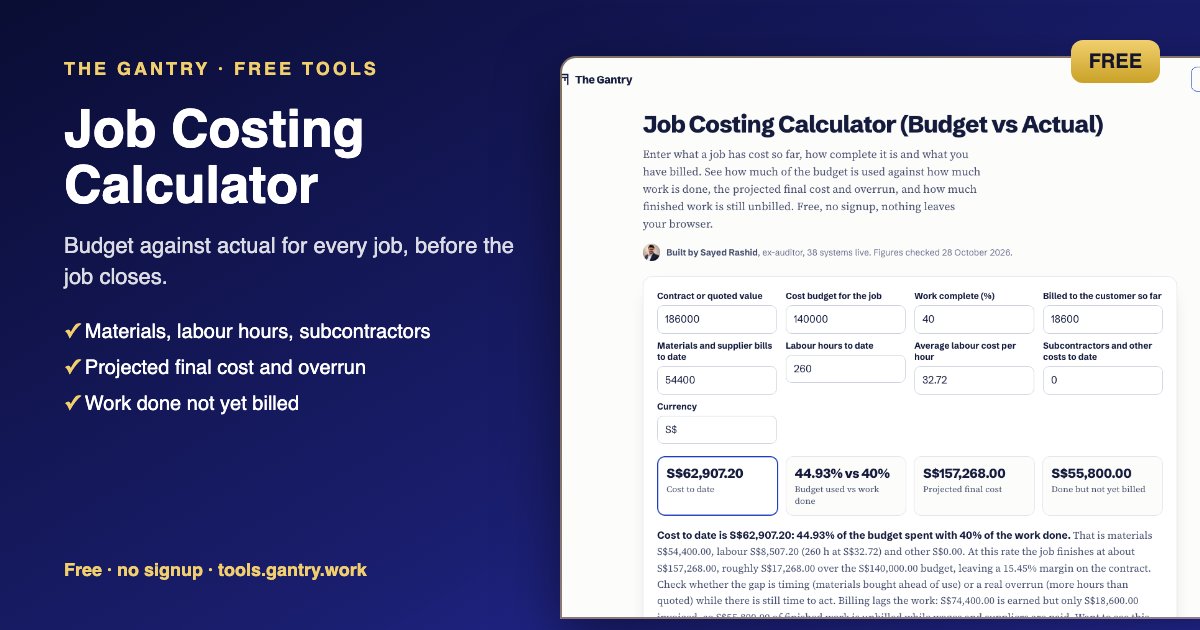 THE GANTRY · FREE TOOLS
Job Costing
Calculator
Budget against actual for every job, before the
job closes.
✓ Materials, labour hours, subcontractors
✓ Projected final cost and overrun
✓ Work done not yet billed
Free · no signup · tools.gantry.work
FREE
The Gantry
Job Costing Calculator (Budget vs Actual)
Enter what a job has cost so far, how complete it is and what you
have billed. See how much of the budget is used against how much
work is done, the projected final cost and overrun, and how much
finished work is still unbilled. Free, no signup, nothing leaves
your browser.
Built by Sayed Rashid, ex-auditor, 38 systems live. Figures checked 28 October 2026.
Contract or quoted value
Cost budget for the job
Work complete (%)
Billed to the customer so far
186000
140000
40
18600
Materials and supplier bills
to date
Labour hours to date
Average labour cost per
hour
Subcontractors and other
costs to date
54400
260
32.72
0
Currency
S$
S$62,907.20
Cost to date
44.93% vs 40%
Budget used vs work
done
S$157,268.00
Projected final cost
S$55,800.00
Done but not yet billed
Cost to date is S$62,907.20: 44.93% of the budget spent with 40% of the work done. That is materials
S$54,400.00, labour S$8,507.20 (260 h at S$32.72) and other S$0.00. At this rate the job finishes at about
S$157,268.00, roughly S$17,268.00 over the S$140,000.00 budget, leaving a 15.45% margin on the contract.
Check whether the gap is timing (materials bought ahead of use) or a real overrun (more hours than
quoted) while there is still time to act. Billing lags the work: S$74,400.00 is earned but only S$18,600.00